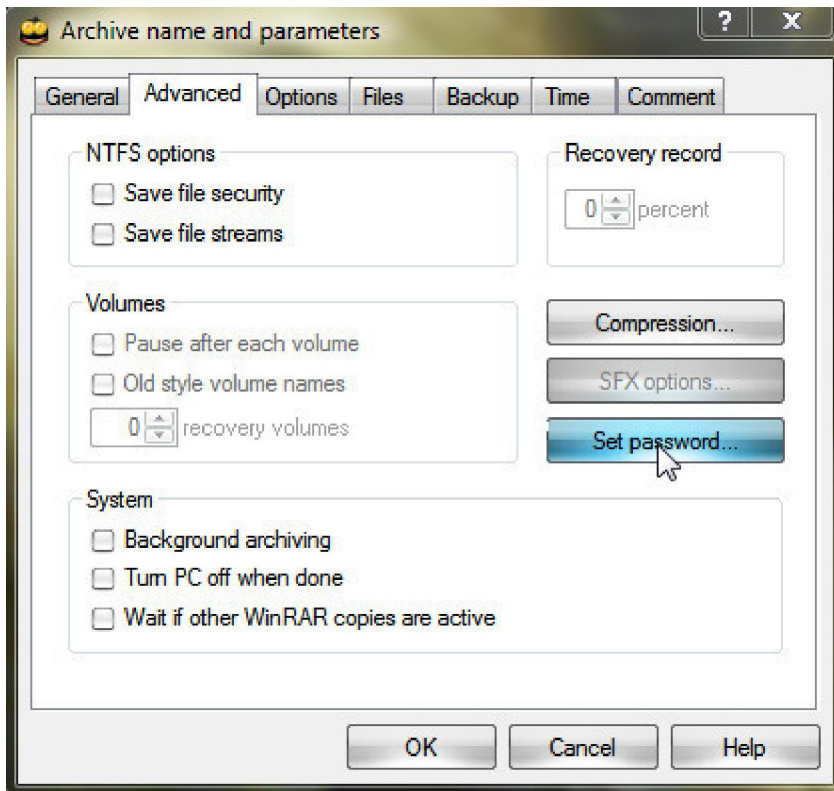 Archive name and parameters
? X
General Advanced Options Files Backup Time Comment
NTFS options
Save file security
Save file streams
Recovery record
0 percent
Volumes
Pause after each volume
Old style volume names
0 recovery volumes
Compression...
SFX options...
Set password...
System
Background archiving
Turn PC off when done
Wait if other WinRAR copies are active
OK Cancel Help